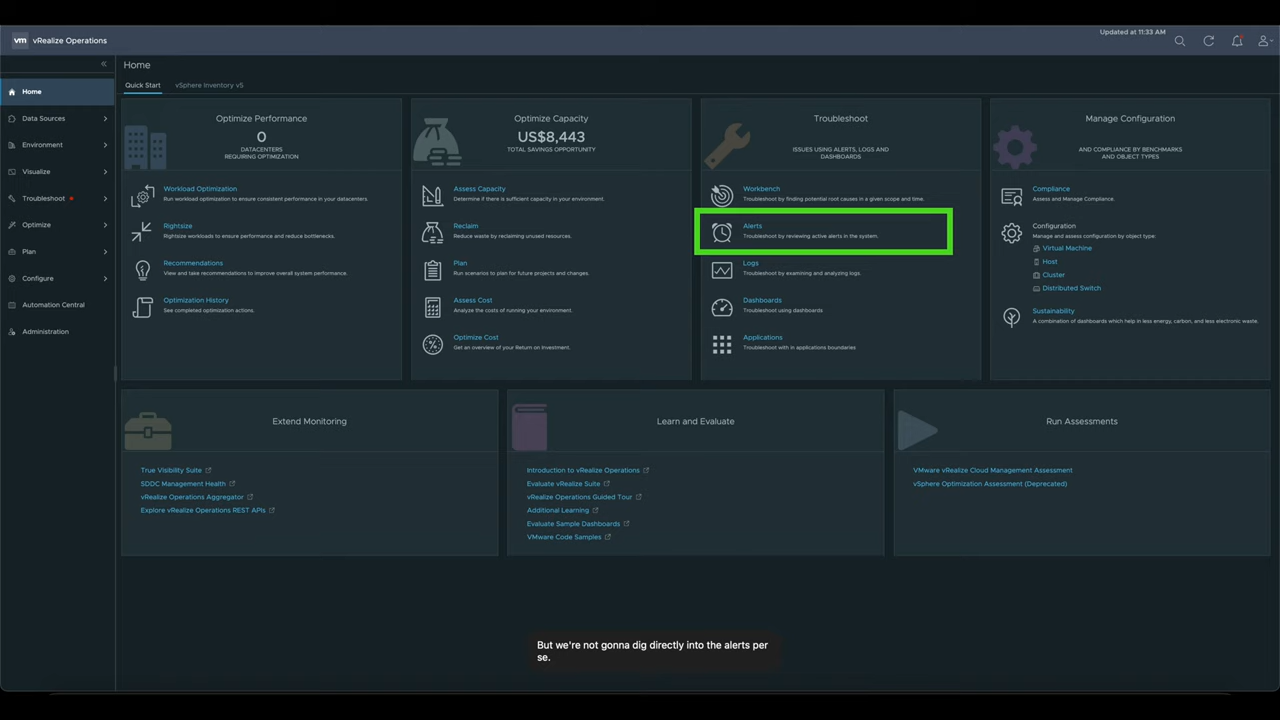 Updated at 11:33 AM
vm vRealize Operations
Home
Data Sources
Environment
Visualize
Troubleshoot
Optimize
Plan
Configure
Automation Central
Administration
Home
Quick Start
vSphere Inventory v5
Optimize Performance
0
DATACENTERS
REQUIRING OPTIMIZATION
Workload Optimization
Run workload optimization to ensure consistent performance in your datacenters.
Rightsize
Rightsize workloads to ensure performance and reduce bottlenecks.
Recommendations
View and take recommendations to improve overall system performance.
Optimization History
See completed optimization actions.
Optimize Capacity
US$8,443
TOTAL SAVINGS OPPORTUNITY
Assess Capacity
Determine if there is sufficient capacity in your environment.
Reclaim
Reduce waste by reclaiming unused resources.
Plan
Run scenarios to plan for future projects and changes.
Assess Cost
Analyze the costs of running your environment.
Optimize Cost
Get an overview of your Return on Investment.
Troubleshoot
ISSUES USING ALERTS, LOGS AND
DASHBOARDS
Workbench
Troubleshoot by finding potential root causes in a given scope and time.
Alerts
Troubleshoot by reviewing active alerts in the system.
Logs
Troubleshoot by examining and analyzing logs.
Dashboards
Troubleshoot using dashboards
Applications
Troubleshoot with in applications boundaries
Manage Configuration
AND COMPLIANCE BY BENCHMARKS
AND OBJECT TYPES
Compliance
Assess and Manage Compliance.
Configuration
Manage and assess configuration by object type:
Virtual Machine
Host
Cluster
Distributed Switch
Sustainability
A combination of dashboards which help in less energy, carbon, and less electronic waste.
Extend Monitoring
True Visibility Suite
SDDC Management Health
vRealize Operations Aggregator
Explore vRealize Operations REST APIs
Learn and Evaluate
Introduction to vRealize Operations
Evaluate vRealize Suite
vRealize Operations Guided Tour
Additional Learning
Evaluate Sample Dashboards
VMware Code Samples
Run Assessments
VMware vRealize Cloud Management Assessment
vSphere Optimization Assessment (Deprecated)
But we're not gonna dig directly into the alerts per
se.